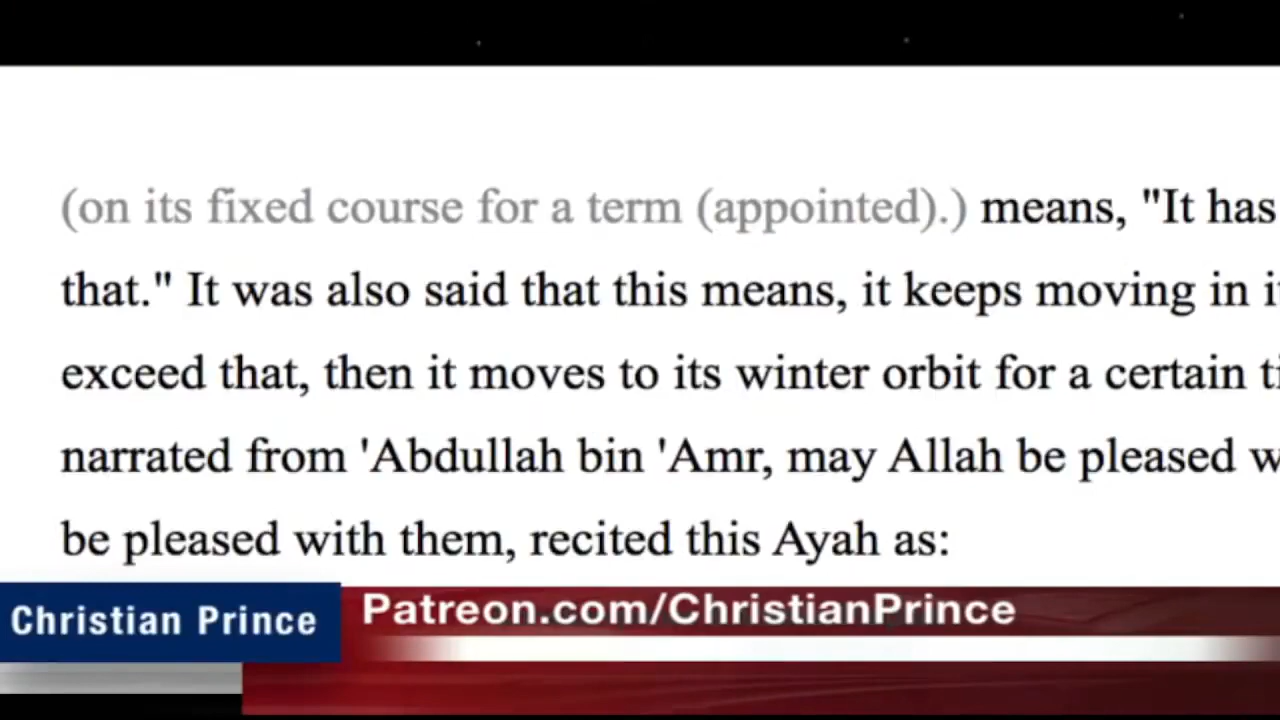 (on its fixed course for a term (appointed).) means, "It has
that." It was also said that this means, it keeps moving in
exceed that, then it moves to its winter orbit for a certain
narrated from 'Abdullah bin 'Amr, may Allah be pleased
be pleased with them, recited this Ayah as:
Christian Prince
Patreon.com/ChristianPrince